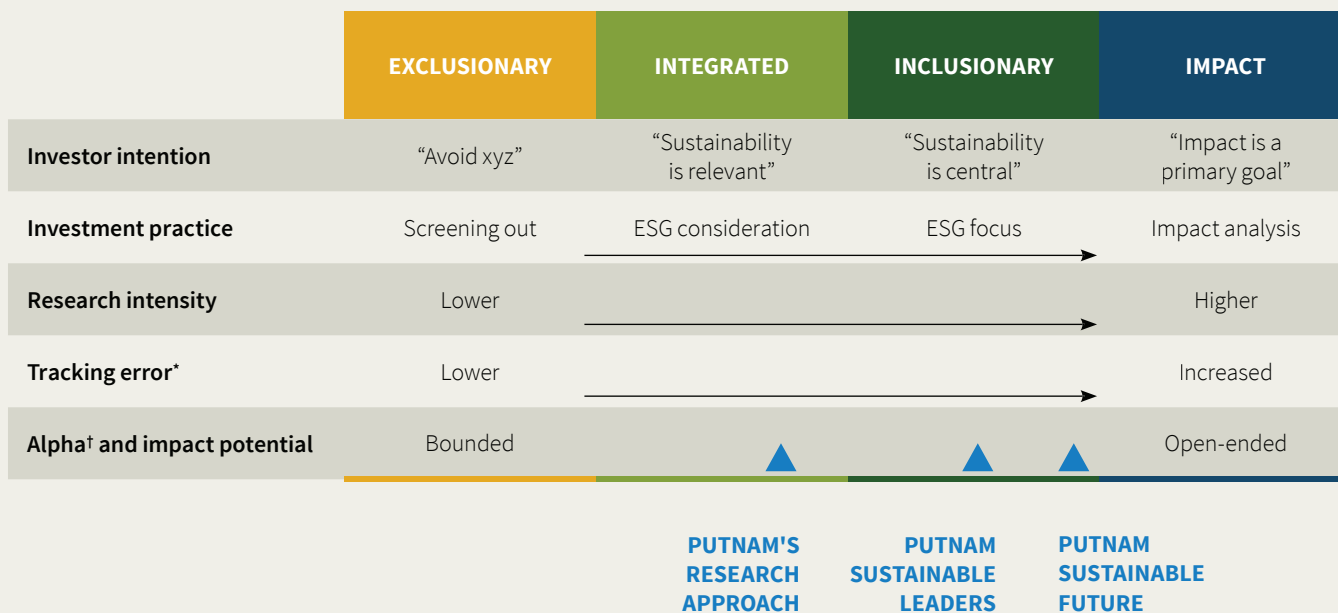 EXCLUSIONARY INTEGRATED INCLUSIONARY IMPACT
Investor intention “Avoid xyz” “Sustainability is relevant” “Sustainability is central” “Impact is a primary goal”
Investment practice Screening out ESG consideration ESG focus Impact analysis
Research intensity Lower Higher
Tracking error* Lower Increased
Alpha† and impact potential Bounded Open-ended
PUTNAM'S
RESEARCH
APPROACH
PUTNAM
SUSTAINABLE
LEADERS
PUTNAM
SUSTAINABLE
FUTURE